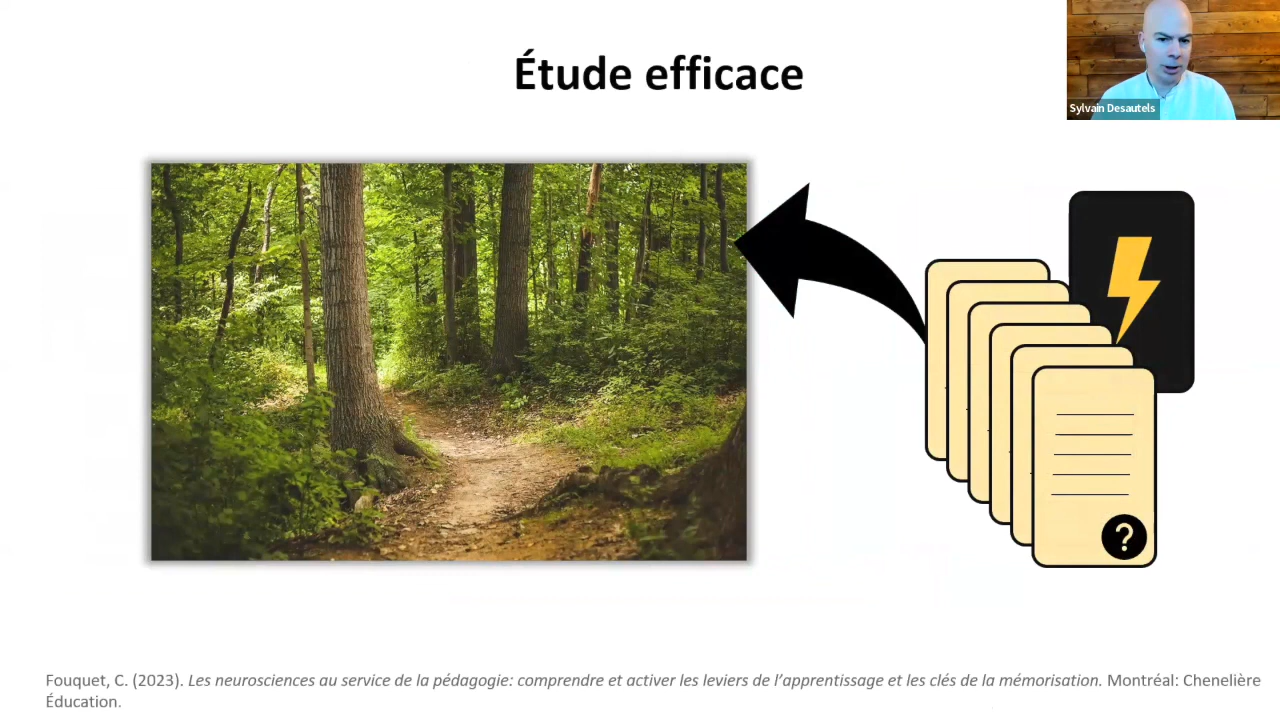 Étude efficace
Sylvain Desautels
?
Fouquet, C. (2023). Les neurosciences au service de la pédagogie: comprendre et activer les leviers de l’apprentissage et les clés de la mémorisation. Montréal: Chenelière
Éducation.